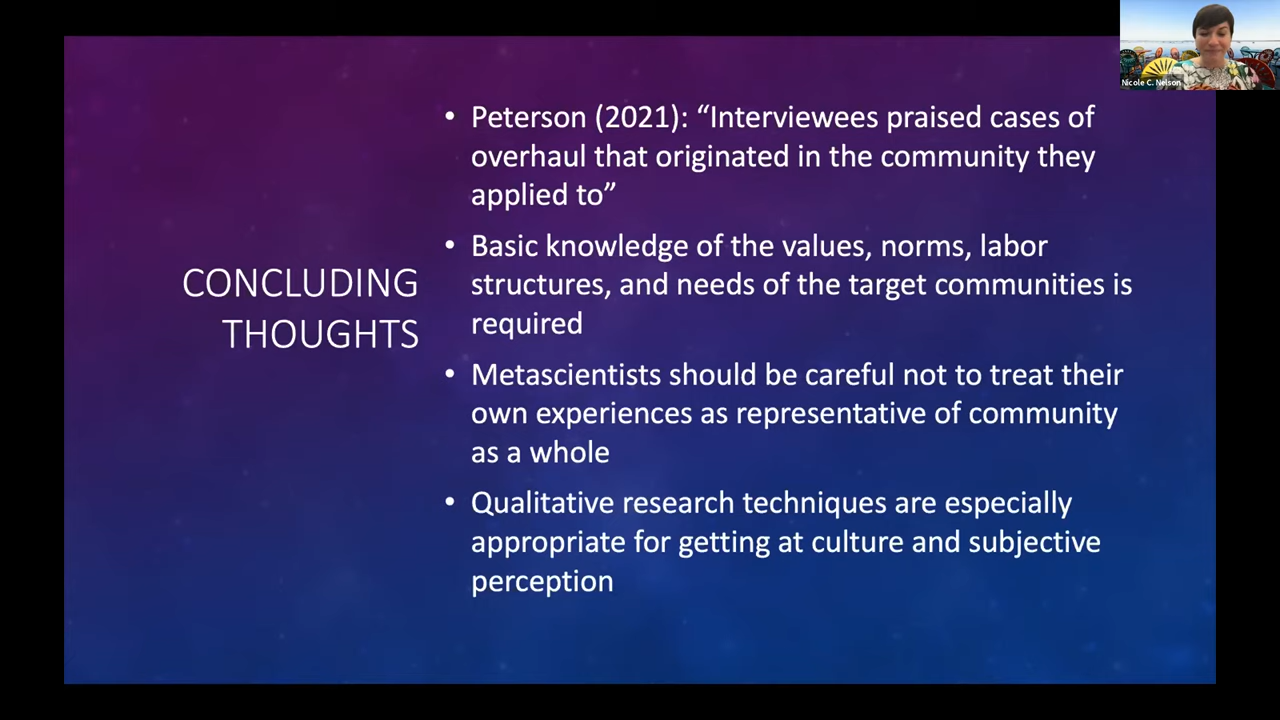 Nicole C. Nelson
CONCLUDING
THOUGHTS
• Peterson (2021): “Interviewees praised cases of
overhaul that originated in the community they
applied to”
• Basic knowledge of the values, norms, labor
structures, and needs of the target communities is
required
• Metascientists should be careful not to treat their
own experiences as representative of community
as a whole
• Qualitative research techniques are especially
appropriate for getting at culture and subjective
perception